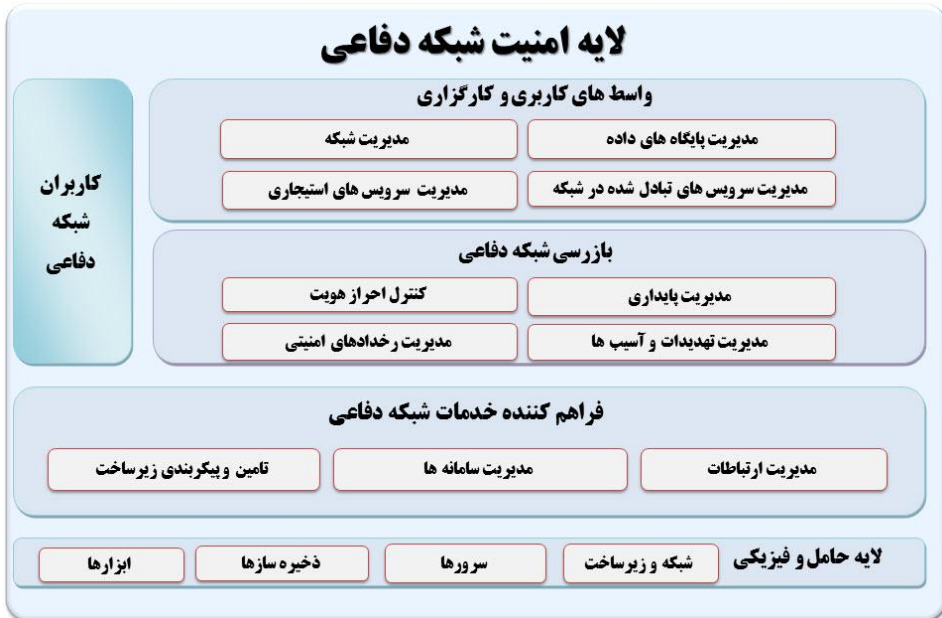 لایه امنیت شبکه دفاعی
واسط های کاربری و کارگزاری
مدیریت پایگاه های داده
مدیریت شبکه
مدیریت سرویس های تبادل شده در شبکه
مدیریت سرویس های استیجاری
کاربران
شبکه
دفاعی
بازرسی شبکه دفاعی
مدیریت پایداری
کنترل احراز هویت
مدیریت تهدیدات و آسیب ها
مدیریت رخدادهای امنیتی
فراهم کننده خدمات شبکه دفاعی
مدیریت ارتباطات
مدیریت سامانه ها
تامین وپیکربندی زیرساخت
لایه حامل و فیزیکی
شبکه و زیرساخت
سرورها
ذخیره سازها
ابزارها